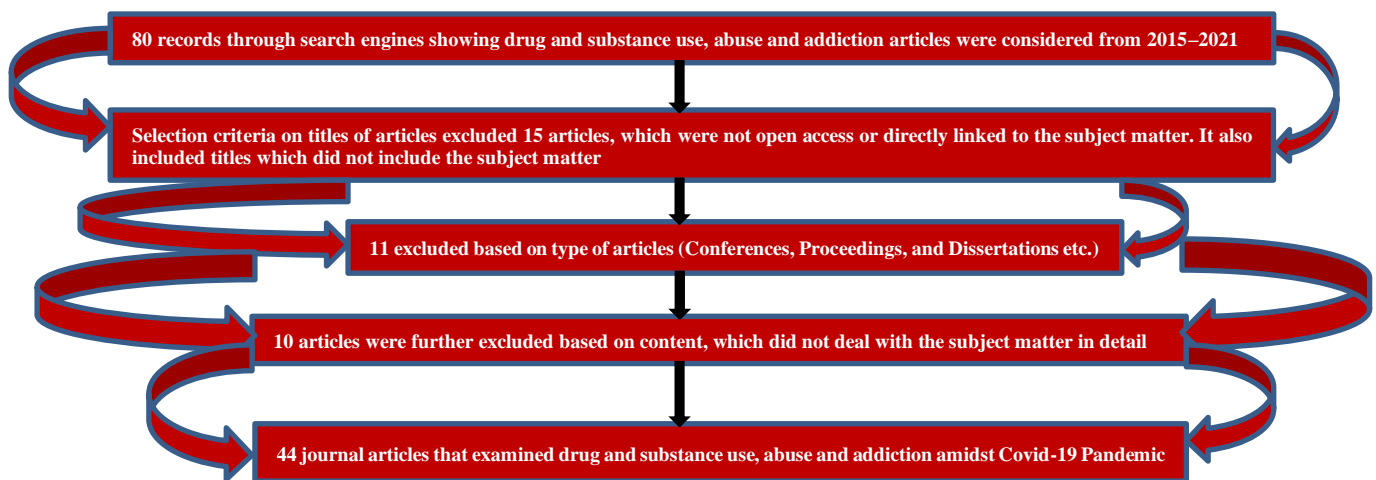 80 records through search engines showing drug and substance use, abuse and addiction articles were considered from 2015–2021
Selection criteria on titles of articles excluded 15 articles, which were not open access or directly linked to the subject matter. It also
included titles which did not include the subject matter
11 excluded based on type of articles (Conferences, Proceedings, and Dissertations etc.)
10 articles were further excluded based on content, which did not deal with the subject matter in detail
44 journal articles that examined drug and substance use, abuse and addiction amidst Covid-19 Pandemic